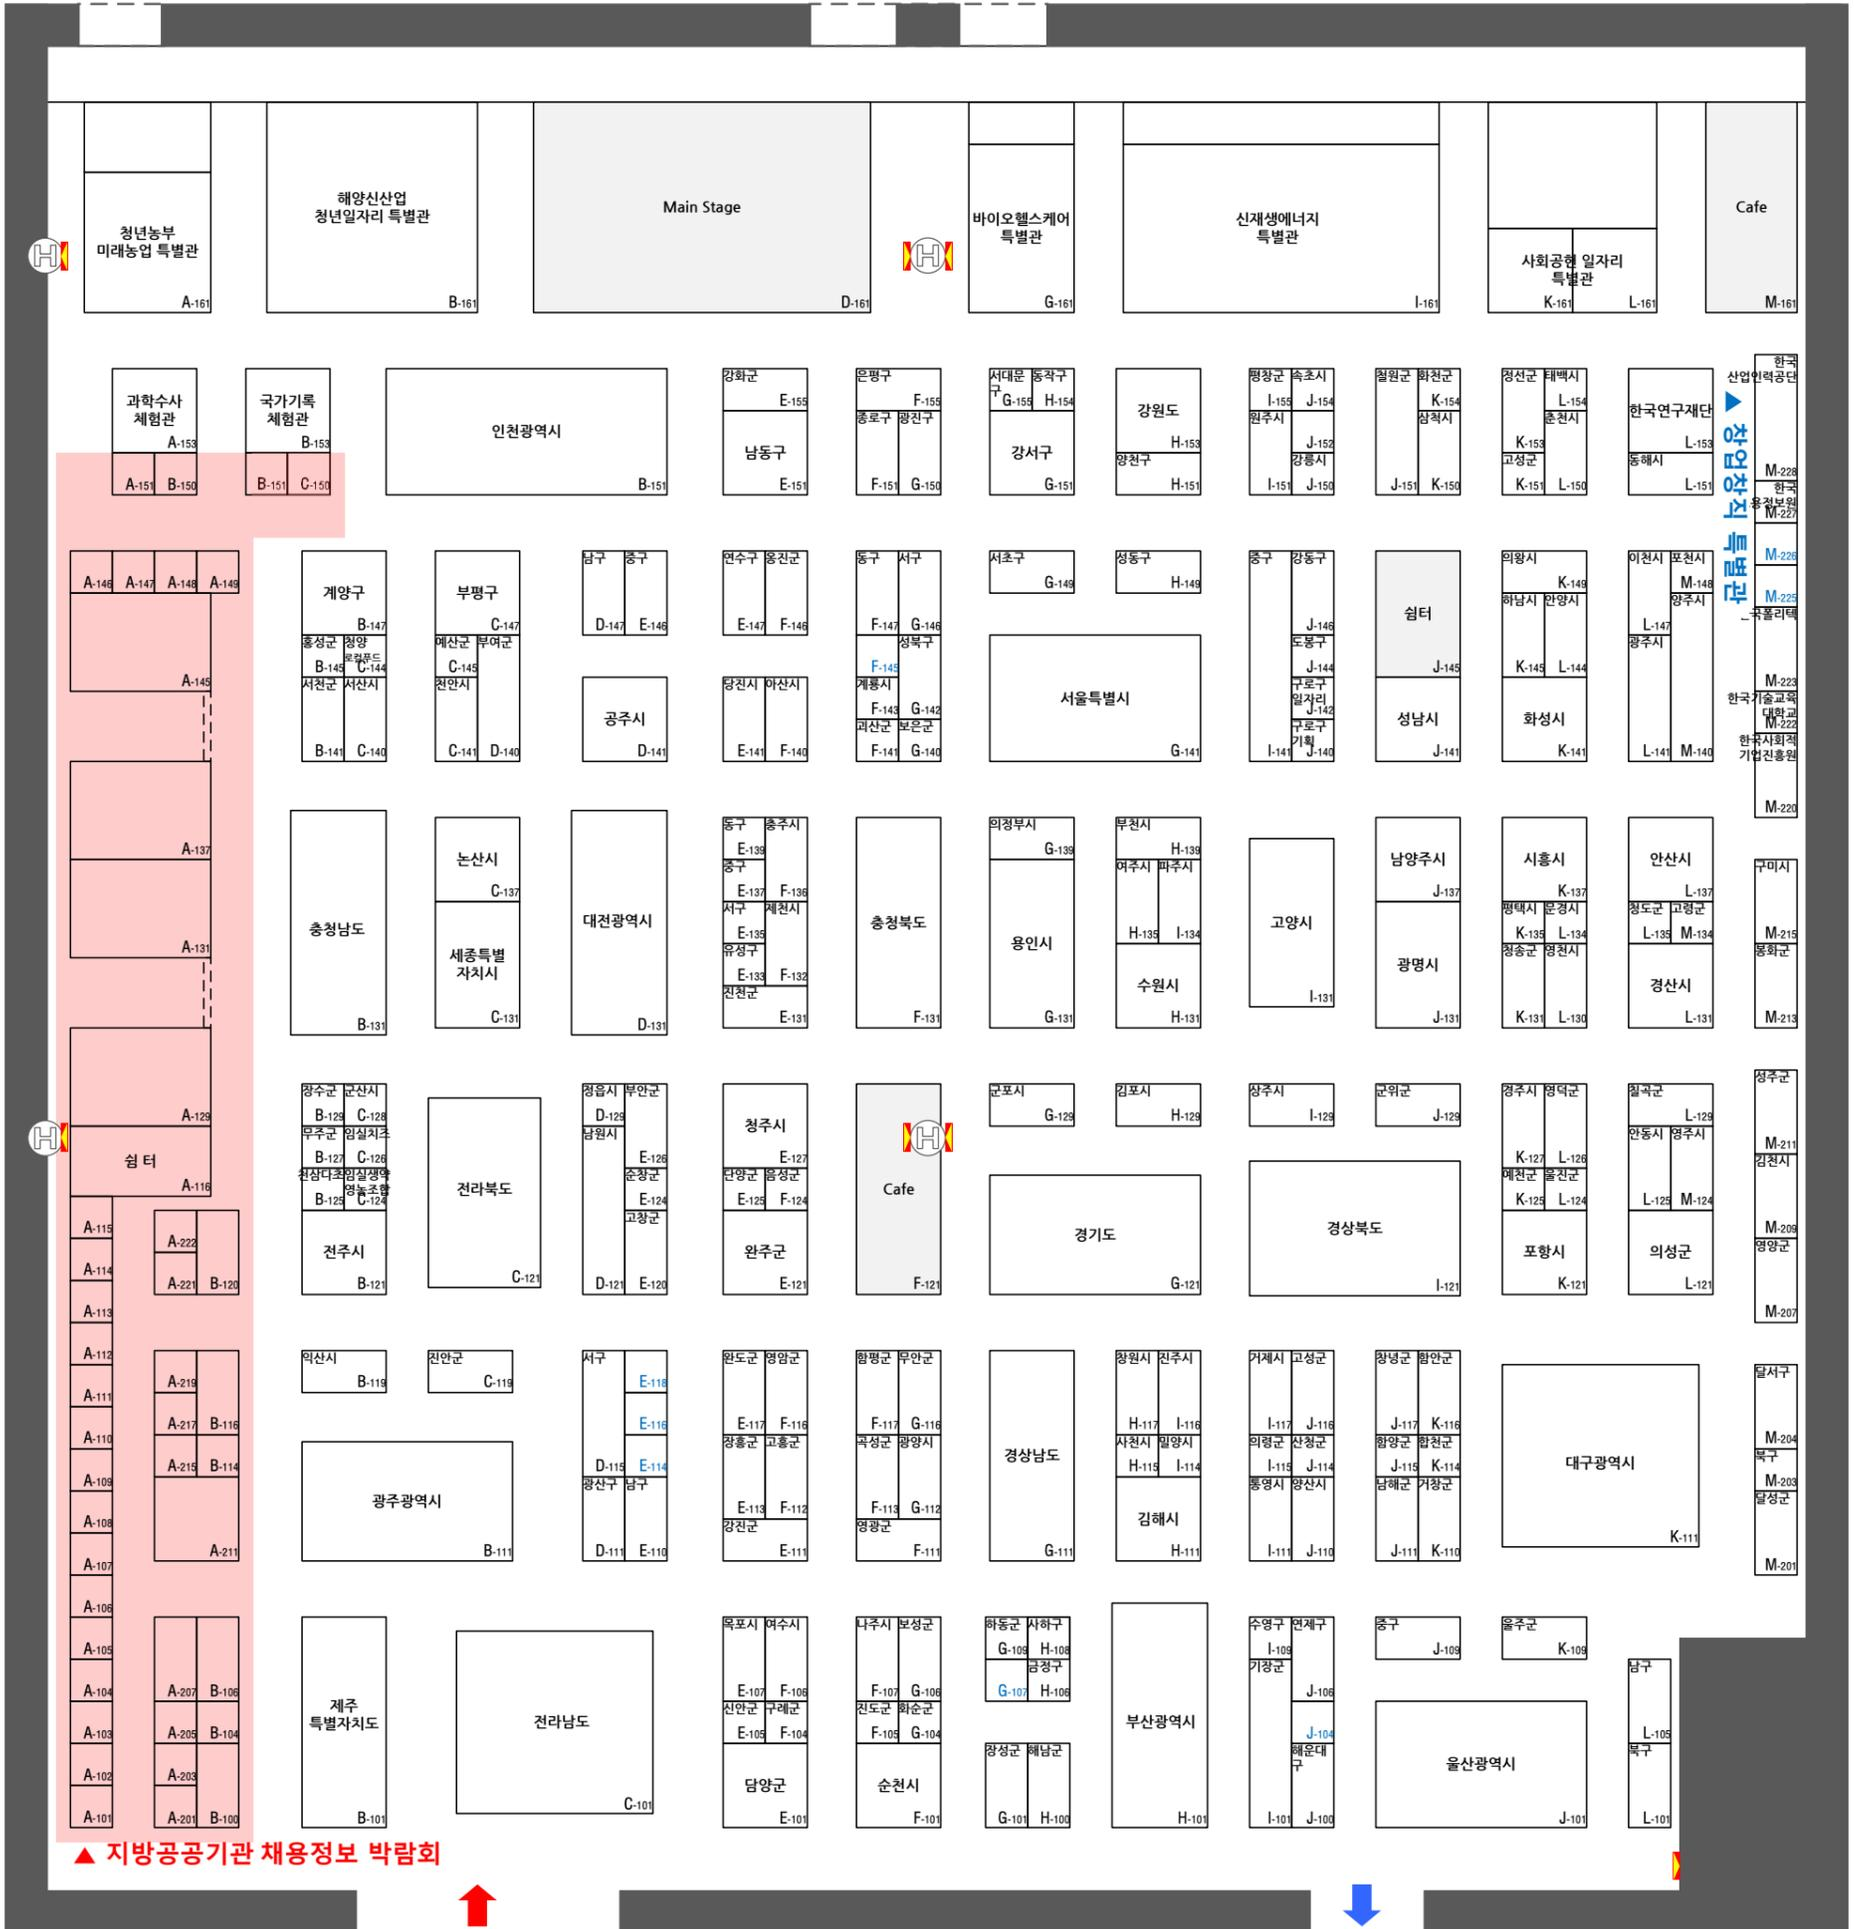 해양신산업
청년일자리 특별관
Main Stage
바이오헬스케어
특별관
신재생에너지
특별관
Cafe
청년농부
미래농업 특별관
사회공헌 일자리
특별관
A-161
B-161
D-161
G-161
I-161
K-161
L-161
M-161
과학수사
체험관
A-153
A-151 B-150
국가기록
체험관
B-153
B-151 C-150
인천광역시
B-151
강화군
E-155
남동구
E-151
은평구
F-155
종로구 광진구
F-151 G-150
서대문구 동작구
G-155 H-154
강서구
G-151
강원도
H-153
양천구
H-151
평창군 속초시
I-155 J-154
원주시
J-152
강릉시
I-151 J-150
철원군 화천군
K-154
삼척시
J-151 K-150
정선군 태백시
L-154
춘천시
K-153
고성군
K-151 L-150
한국연구재단
L-153
동해시
L-151
한국
산업인력공단
M-228
한국
용정보원
M-227
M-226
M-225
국폴리텍
M-223
한국기술교육
대학교
M-222
한국사회적
기업진흥원
M-220
▲ 창업창직 특별관
A-146 A-147 A-148 A-149
A-145
A-137
A-131
A-129
쉼 터
A-116
계양구
B-147
홍성군 청양
로컬푸드
B-145 C-144
서천군 서산시
B-141 C-140
부평구
C-147
예산군 부여군
C-145
천안시
C-141 D-140
남구 중구
D-147 E-146
공주시
D-141
연수구 옹진군
E-147 F-146
당진시 아산시
E-141 F-140
동구 서구
F-147 G-146
성북구
F-145
계룡시
F-143 G-142
괴산군 보은군
F-141 G-140
서초구
G-149
성동구
H-149
서울특별시
G-141
중구 강동구
J-146
도봉구
J-144
구로구
일자리
J-142
구로구
기획
I-141 J-140
쉼터
J-145
성남시
J-141
의왕시
K-149
하남시 안양시
K-145 L-144
화성시
K-141
이천시 포천시
M-148
양주시
L-147
광주시
L-141 M-140
충청남도
B-131
논산시
C-137
세종특별
자치시
C-131
대전광역시
D-131
동구 충주시
E-139
중구
E-137 F-136
서구 제천시
E-135
유성구
E-133 F-132
진천군
E-131
충청북도
F-131
의정부시
G-139
용인시
G-131
부천시
H-139
여주시 파주시
H-135 I-134
수원시
H-131
고양시
I-131
남양주시
J-137
광명시
J-131
시흥시
K-137
평택시 문경시
K-135 L-134
청송군 영천시
K-131 L-130
안산시
L-137
청도군 고령군
L-135 M-134
경산시
L-131
구미시
M-215
봉화군
M-213
장수군 군산시
B-129 C-128
무주군 임실치즈
B-127 C-126
천삼다초 임실생약
영농조합
B-125 C-124
전주시
B-121
전라북도
C-121
정읍시 부안군
D-129
남원시
E-126
순창군
E-124
고창군
D-121 E-120
청주시
E-127
단양군 음성군
E-125 F-124
완주군
E-121
Cafe
F-121
군포시
G-129
김포시
H-129
경기도
G-121
상주시
I-129
군위군
J-129
경상북도
I-121
경주시 영덕군
K-127 L-126
예천군 울진군
K-125 L-124
포항시
K-121
칠곡군
L-129
안동시 영주시
L-125 M-124
의성군
L-121
성주군
M-211
김천시
M-209
영양군
M-207
A-115
A-114
A-113
A-112
A-111
A-110
A-109
A-108
A-107
A-106
A-105
A-104
A-103
A-102
A-101
A-222
A-221 B-120
A-219
A-217 B-116
A-215 B-114
A-211
A-207 B-106
A-205 B-104
A-203
A-201 B-100
익산시
B-119
진안군
C-119
광주광역시
B-111
서구
E-118
E-116
D-115 E-114
광산구 남구
D-111 E-110
완도군 영암군
E-117 F-116
장흥군 고흥군
E-113 F-112
강진군
E-111
함평군 무안군
F-117 G-116
곡성군 광양시
F-113 G-112
영광군
F-111
경상남도
G-111
창원시 진주시
H-117 I-116
사천시 밀양시
H-115 I-114
김해시
H-111
거제시 고성군
I-117 J-116
의령군 산청군
I-115 J-114
통영시 양산시
I-111 J-110
창녕군 함안군
J-117 K-116
함양군 합천군
J-115 K-114
남해군 거창군
J-111 K-110
대구광역시
K-111
달서구
M-204
북구
M-203
달성군
M-201
제주
특별자치도
B-101
전라남도
C-101
목포시 여수시
E-107 F-106
신안군 구례군
E-105 F-104
담양군
E-101
나주시 보성군
F-107 G-106
진도군 화순군
F-105 G-104
순천시
F-101
하동군 사하구
G-109 H-108
금정구
G-107 H-106
장성군 해남군
G-101 H-100
부산광역시
H-101
수영구 연제구
I-109
기장군
J-106
J-104
해운대
구
I-101 J-100
중구
J-109
울주군
K-109
울산광역시
J-101
남구
L-105
북구
L-101
▲ 지방공공기관 채용정보 박람회